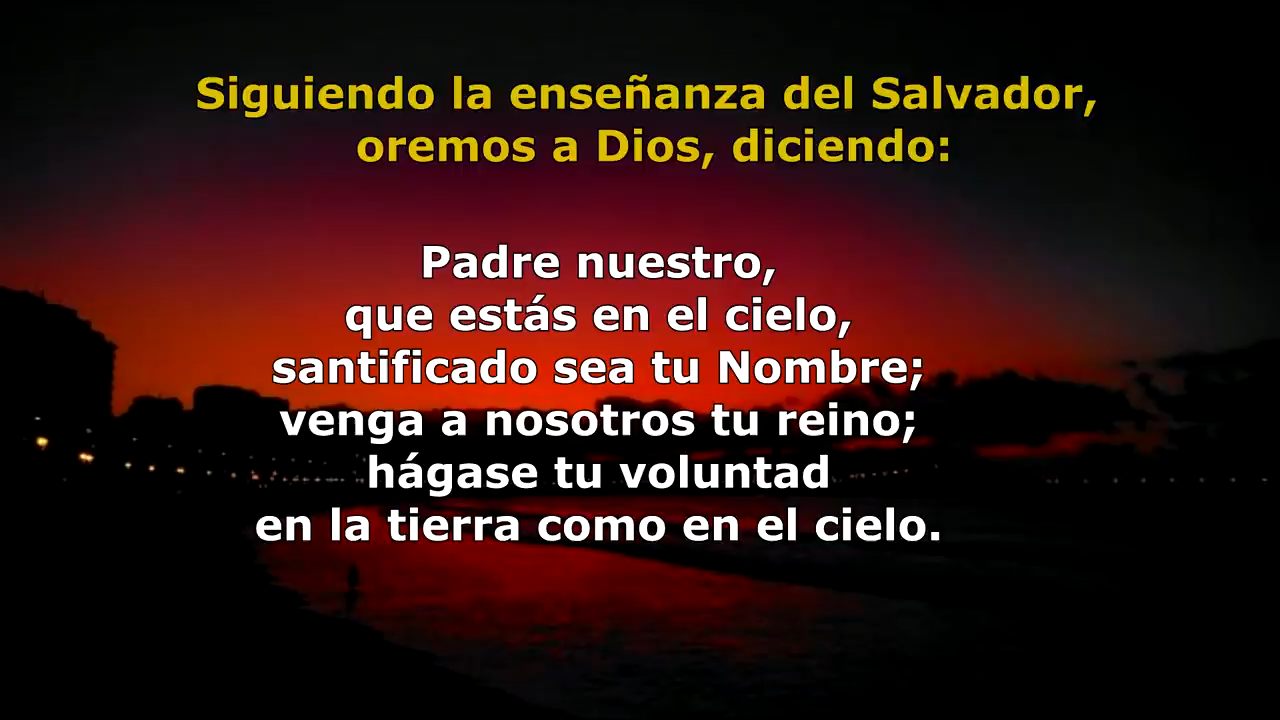 Siguiendo la enseñanza del Salvador,
oremos a Dios, diciendo:
Padre nuestro,
que estás en el cielo,
santificado sea tu Nombre;
venga a nosotros tu reino;
hágase tu voluntad
en la tierra como en el cielo.